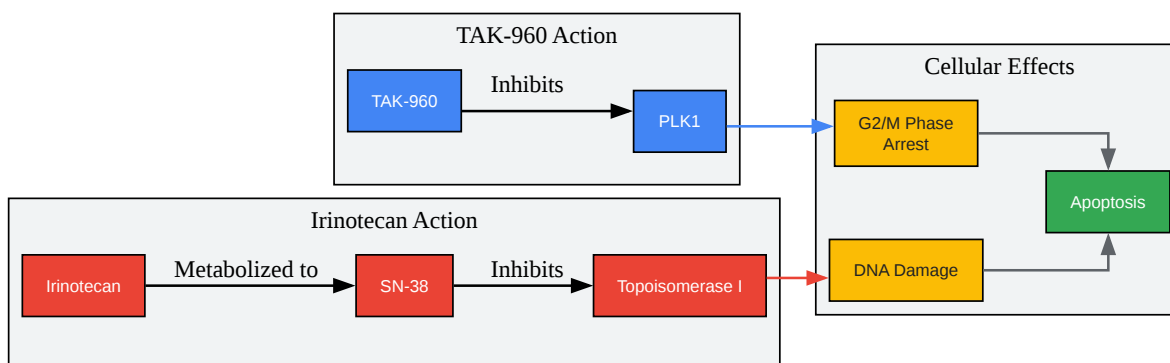 TAK-960 Action
TAK-960
Inhibits
PLK1
Cellular Effects
G2/M Phase
Arrest
Apoptosis
DNA Damage
Irinotecan Action
Irinotecan
Metabolized to
SN-38
Inhibits
Topoisomerase I